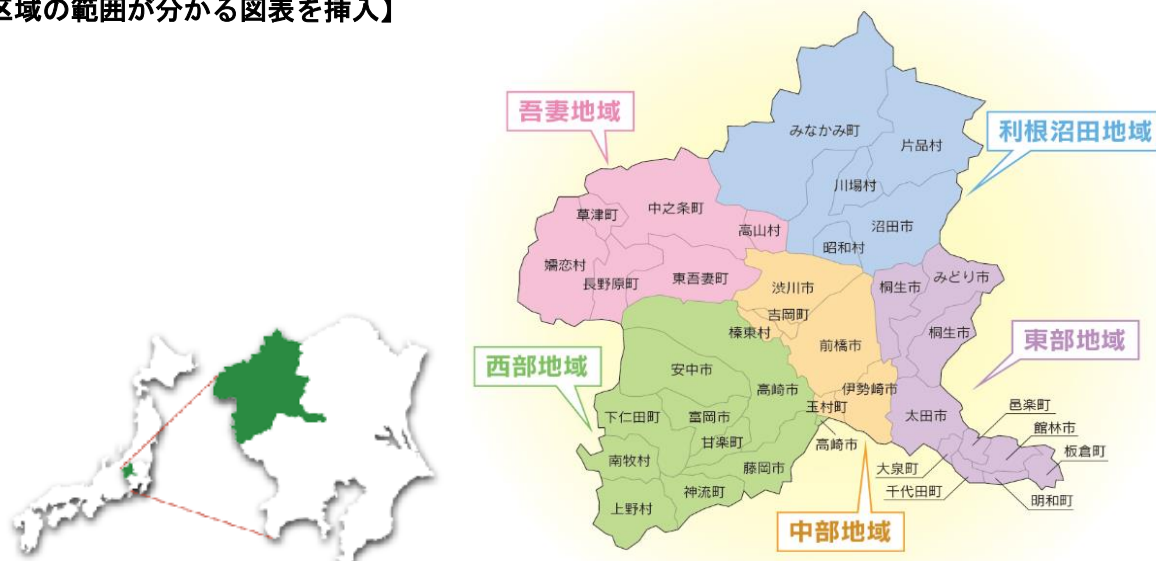 区域の範囲が分かる図表を挿入】
吾妻地域
利根沼田地域
みなかみ町
片品村
川場村
沼田市
昭和村
草津町
中之条町
高山村
嬬恋村
長野原町
東吾妻町
渋川市
吉岡町
榛東村
前橋市
伊勢崎市
玉村町
桐生市
みどり市
桐生市
東部地域
西部地域
安中市
高崎市
下仁田町
富岡市
甘楽町
南牧村
藤岡市
神流町
上野村
高崎市
太田市
邑楽町
館林市
板倉町
大泉町
千代田町
明和町
中部地域